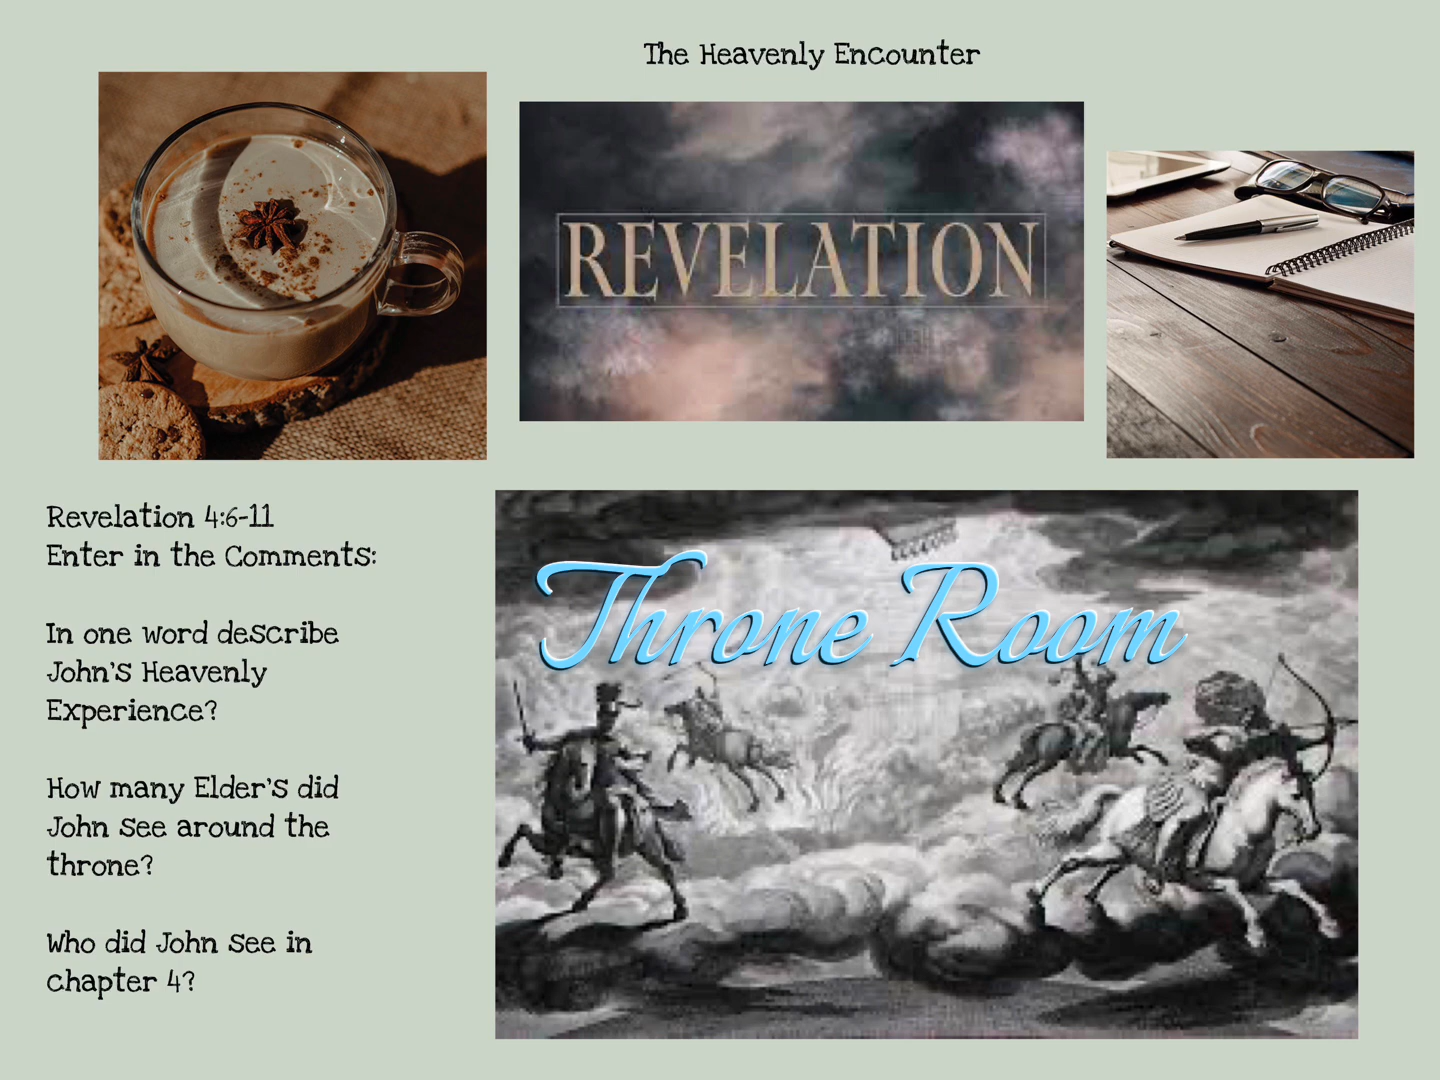 The Heavenly Encounter
REVELATION
Revelation 4:6-11
Enter in the Comments:
In one word describe
John's Heavenly
Experience?
How many Elder's did
John see around the
throne?
Who did John see in
chapter 4?
Throne Room